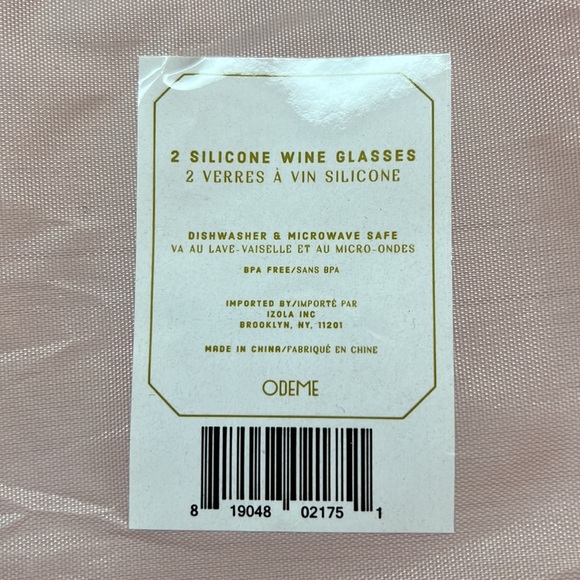 2 SILICONE WINE GLASSES
2 VERRES À VIN SILICONE
DISHWASHER & MICROWAVE SAFE
VA AU LAVE-VAISELLE ET AU MICRO-ONDES
BPA FREE/SANS BPA
IMPORTED BY/IMPORTÉ PAR
IZOLA INC
BROOKLYN, NY, 11201
MADE IN CHINA/FABRIQUÉ EN CHINE
ODEME
8 19048 02175 1